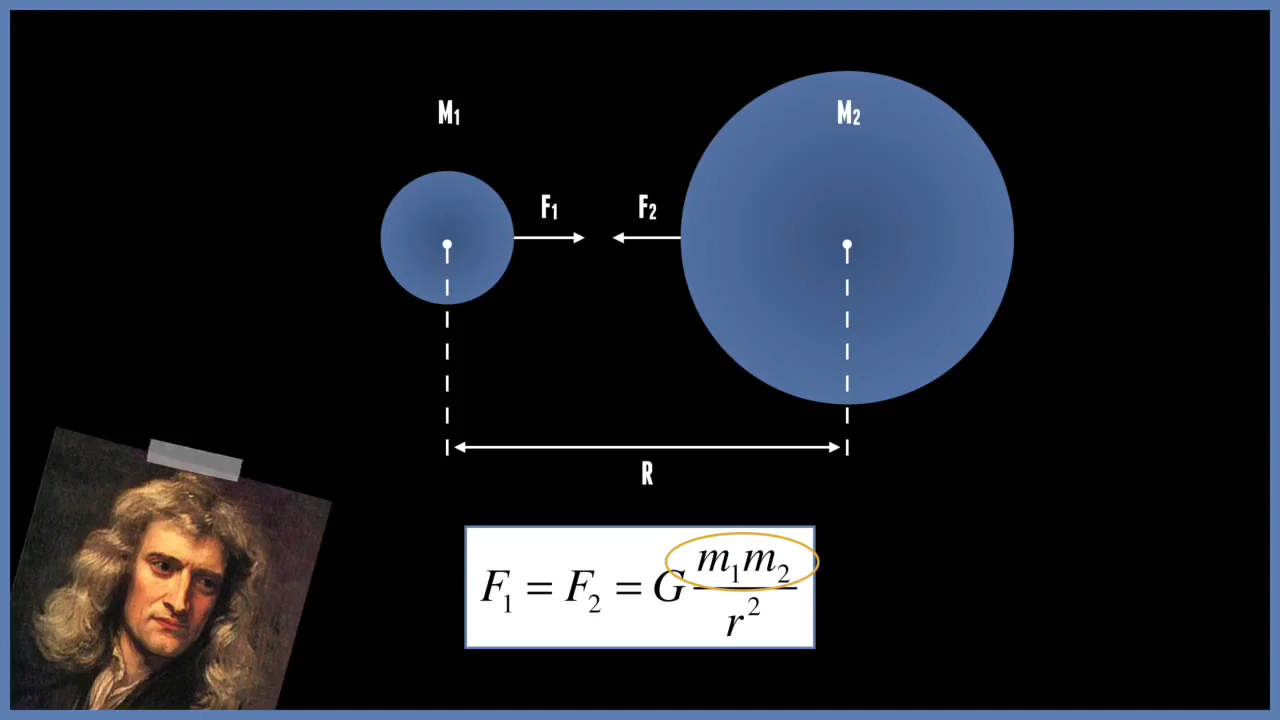 M₁ M₂
F₁ F₂
R
F₁ = F₂ = G m₁m₂ / r²